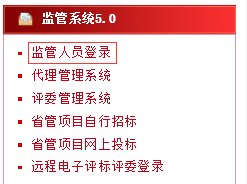 监管系统5.0
监管人员登录
代理管理系统
评委管理系统
省管项目自行招标
省管项目网上投标
远程电子评标评委登录